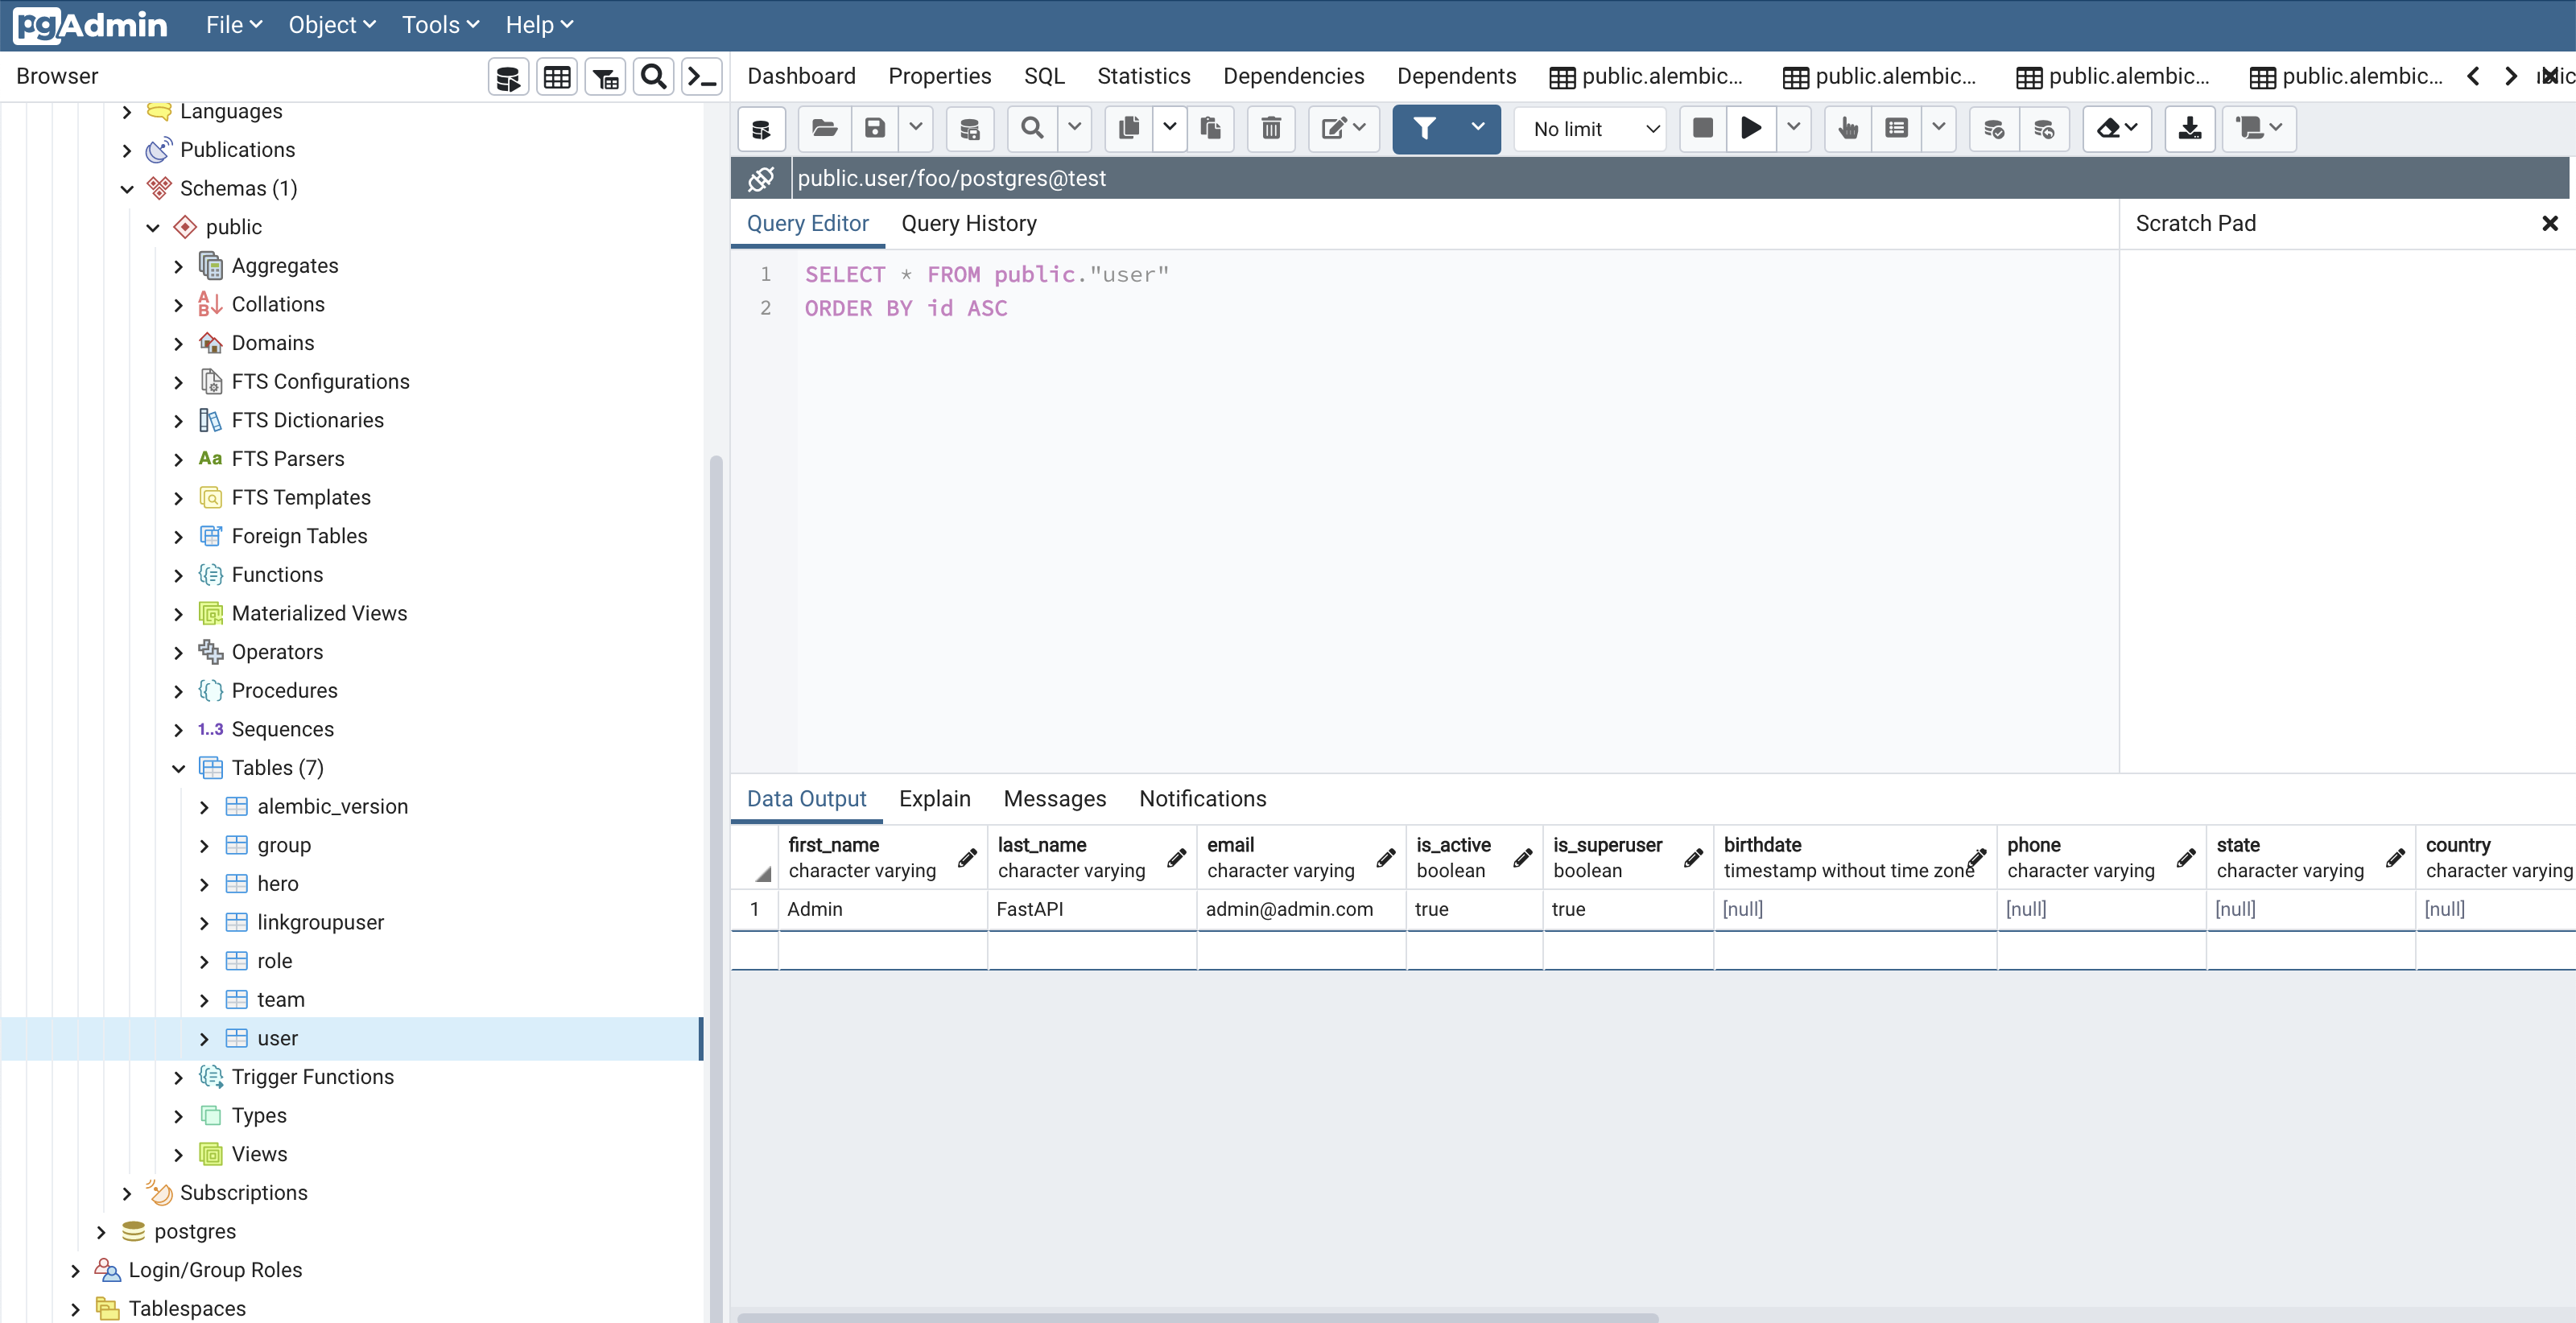 pgAdmin File Object Tools Help
Browser
Dashboard Properties SQL Statistics Dependencies Dependents public.alembic... public.alembic... public.alembic... public.alembic...
Languages
Publications
Schemas (1)
public
Aggregates
Collations
Domains
FTS Configurations
FTS Dictionaries
Aa FTS Parsers
FTS Templates
Foreign Tables
Functions
Materialized Views
Operators
Procedures
1..3 Sequences
Tables (7)
alembic_version
group
hero
linkgroupuser
role
team
user
Trigger Functions
Types
Views
Subscriptions
postgres
Login/Group Roles
Tablespaces
No limit
public.user/foo/postgres@test
Query Editor Query History
Scratch Pad
1 SELECT * FROM public."user"
2 ORDER BY id ASC
Data Output Explain Messages Notifications
first_name last_name email is_active is_superuser birthdate phone state country
character varying character varying character varying boolean boolean timestamp without time zone character varying character varying character varying
1 Admin FastAPI admin@admin.com true true [null] [null] [null] [null]